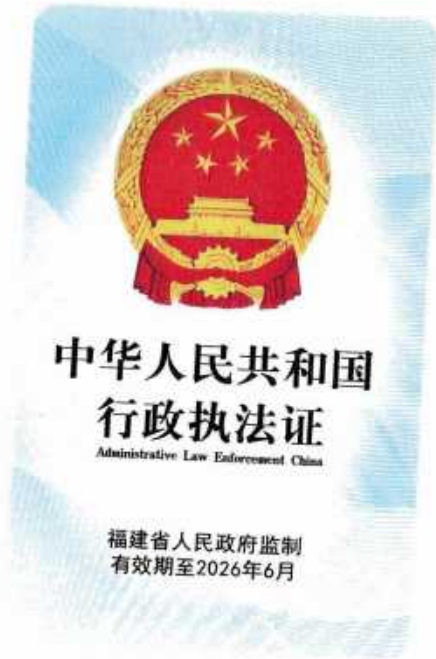 中华人民共和国
行政执法证
Administrative Law Enforcement China
福建省人民政府监制
有效期至2026年6月